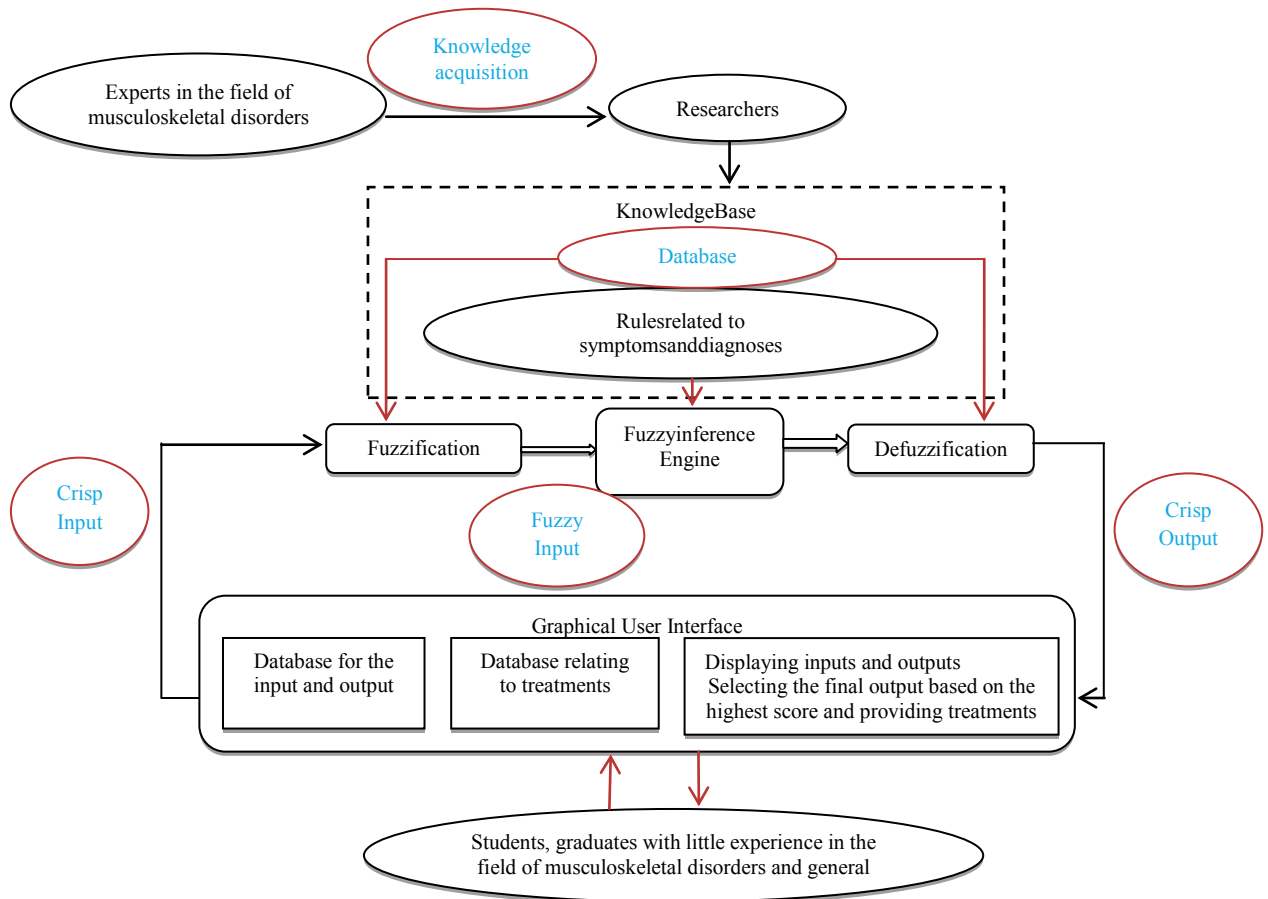 Knowledge
acquisition
Experts in the field of
musculoskeletal disorders
Researchers
KnowledgeBase
Database
Rulesrelated to
symptomsanddiagnoses
Fuzzification
Fuzzyinference
Engine
Defuzzification
Crisp
Input
Fuzzy
Input
Crisp
Output
Graphical User Interface
Database for the
input and output
Database relating
to treatments
Displaying inputs and outputs
Selecting the final output based on the
highest score and providing treatments
Students, graduates with little experience in the
field of musculoskeletal disorders and general